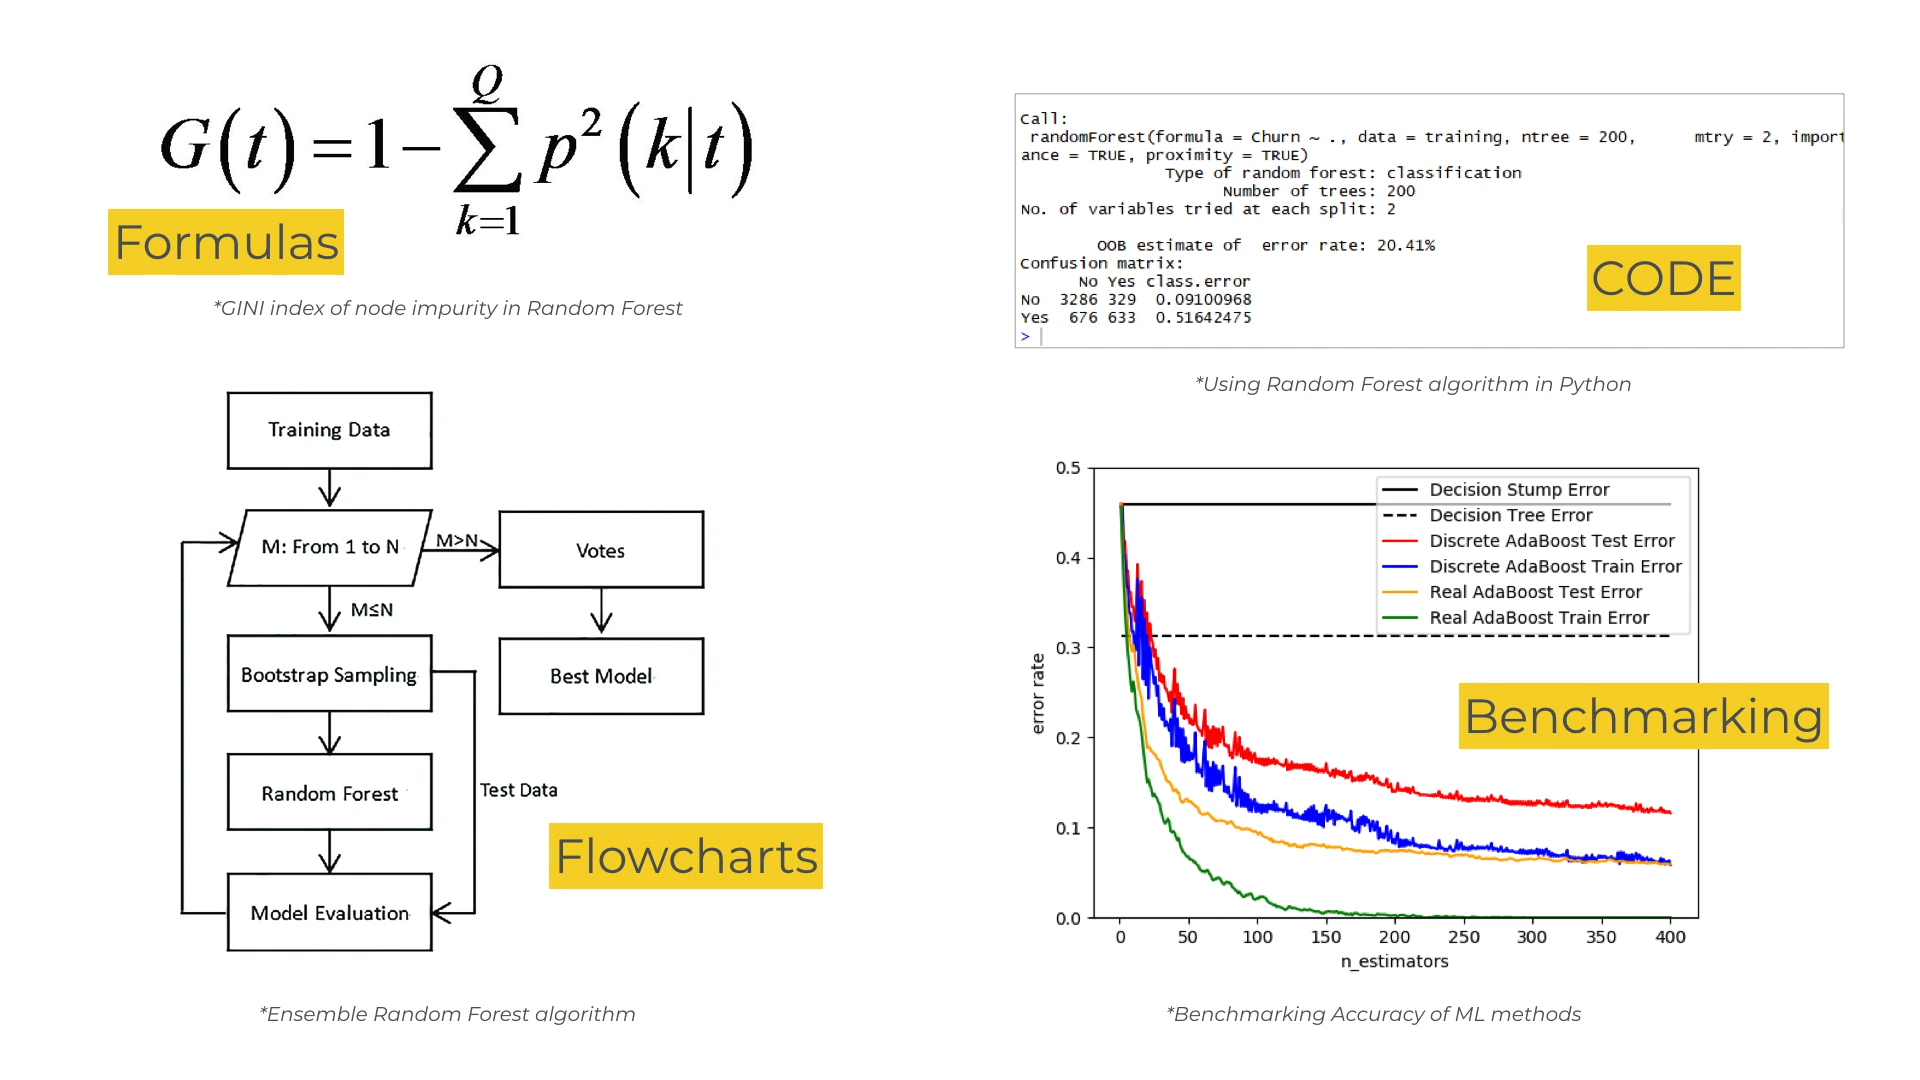 G(t) = 1 − ∑ p²(k|t)
Q
k=1
Formulas
*GINI index of node impurity in Random Forest
Call:
randomForest(formula = Churn ~ ., data = training, ntree = 200, mtry = 2, import
ance = TRUE, proximity = TRUE)
Type of random forest: classification
Number of trees: 200
No. of variables tried at each split: 2
OOB estimate of error rate: 20.41%
Confusion matrix:
No Yes class.error
No 3286 329 0.09100968
Yes 676 633 0.51642475
>
CODE
*Using Random Forest algorithm in Python
Training Data
M: From 1 to N
M>N
Votes
M≤N
Bootstrap Sampling
Best Model
Random Forest
Test Data
Model Evaluation
Flowcharts
*Ensemble Random Forest algorithm
0.5
0.4
0.3
0.2
0.1
0.0
error rate
Decision Stump Error
Decision Tree Error
Discrete AdaBoost Test Error
Discrete AdaBoost Train Error
Real AdaBoost Test Error
Real AdaBoost Train Error
Benchmarking
0 50 100 150 200 250 300 350 400
n_estimators
*Benchmarking Accuracy of ML methods